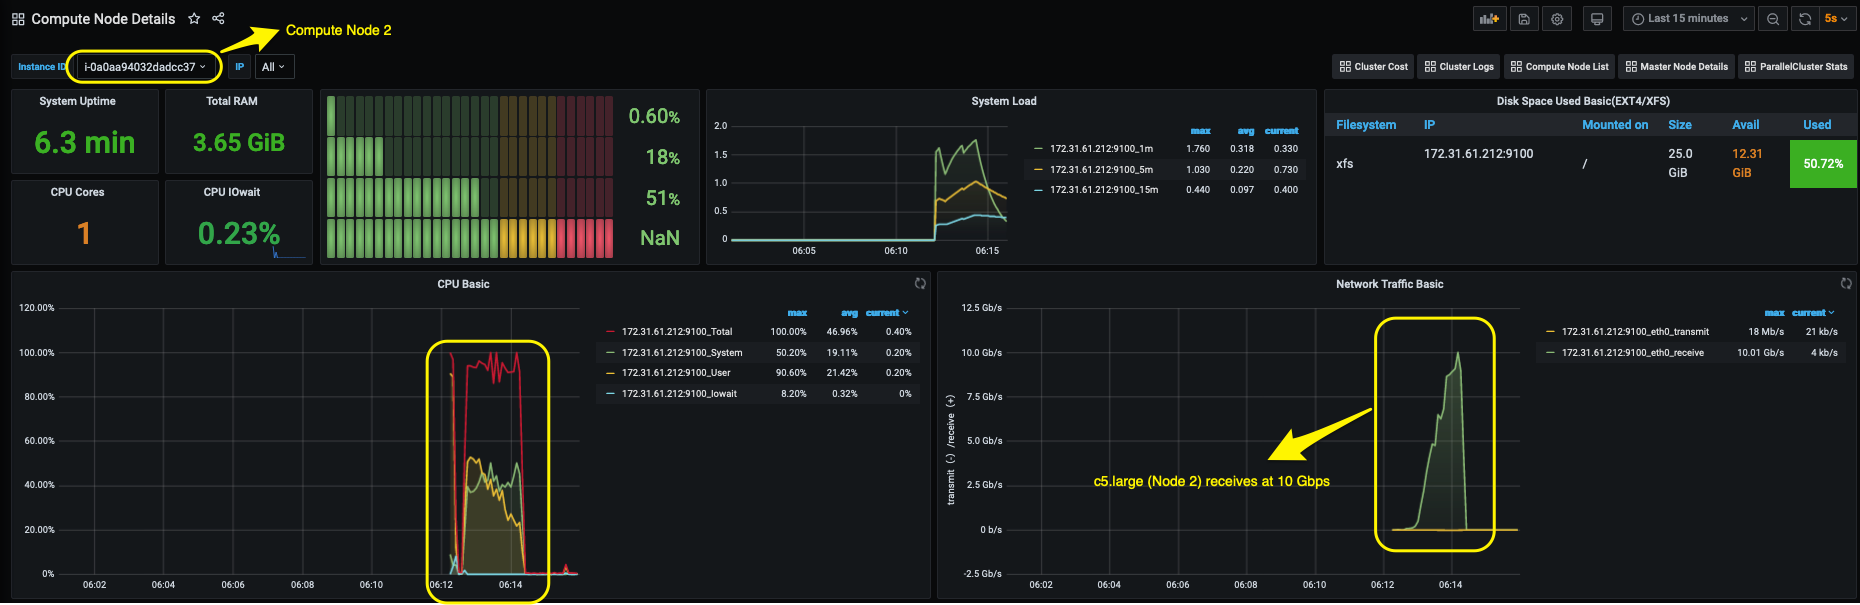 Compute Node Details
Last 15 minutes
5s
Compute Node 2
Instance ID
i-0a0aa94032dadcc37
IP
All
Cluster Cost
Cluster Logs
Compute Node List
Master Node Details
ParallelCluster Stats
System Uptime
6.3 min
Total RAM
3.65 GiB
CPU Cores
1
CPU IOwait
0.23%
0.60%
18%
51%
NaN
System Load
2.0
1.5
1.0
0.5
0
06:05
06:10
06:15
max avg current
172.31.61.212:9100_1m 1.760 0.318 0.330
172.31.61.212:9100_5m 1.030 0.220 0.730
172.31.61.212:9100_15m 0.440 0.097 0.400
Disk Space Used Basic(EXT4/XFS)
Filesystem IP Mounted on Size Avail Used
xfs 172.31.61.212:9100 / 25.0 GiB 12.31 GiB 50.72%
CPU Basic
120.00%
100.00%
80.00%
60.00%
40.00%
20.00%
0%
06:02
06:04
06:06
06:08
06:10
06:12
06:14
max avg current
172.31.61.212:9100_Total 100.00% 46.96% 0.40%
172.31.61.212:9100_System 50.20% 19.11% 0.20%
172.31.61.212:9100_User 90.60% 21.42% 0.20%
172.31.61.212:9100_Iowait 8.20% 0.32% 0%
Network Traffic Basic
transmit (-) /receive (+)
12.5 Gb/s
10.0 Gb/s
7.5 Gb/s
5.0 Gb/s
2.5 Gb/s
0 b/s
-2.5 Gb/s
06:02
06:04
06:06
06:08
06:10
06:12
06:14
c5.large (Node 2) receives at 10 Gbps
max current
172.31.61.212:9100_eth0_transmit 18 Mb/s 21 kb/s
172.31.61.212:9100_eth0_receive 10.01 Gb/s 4 kb/s